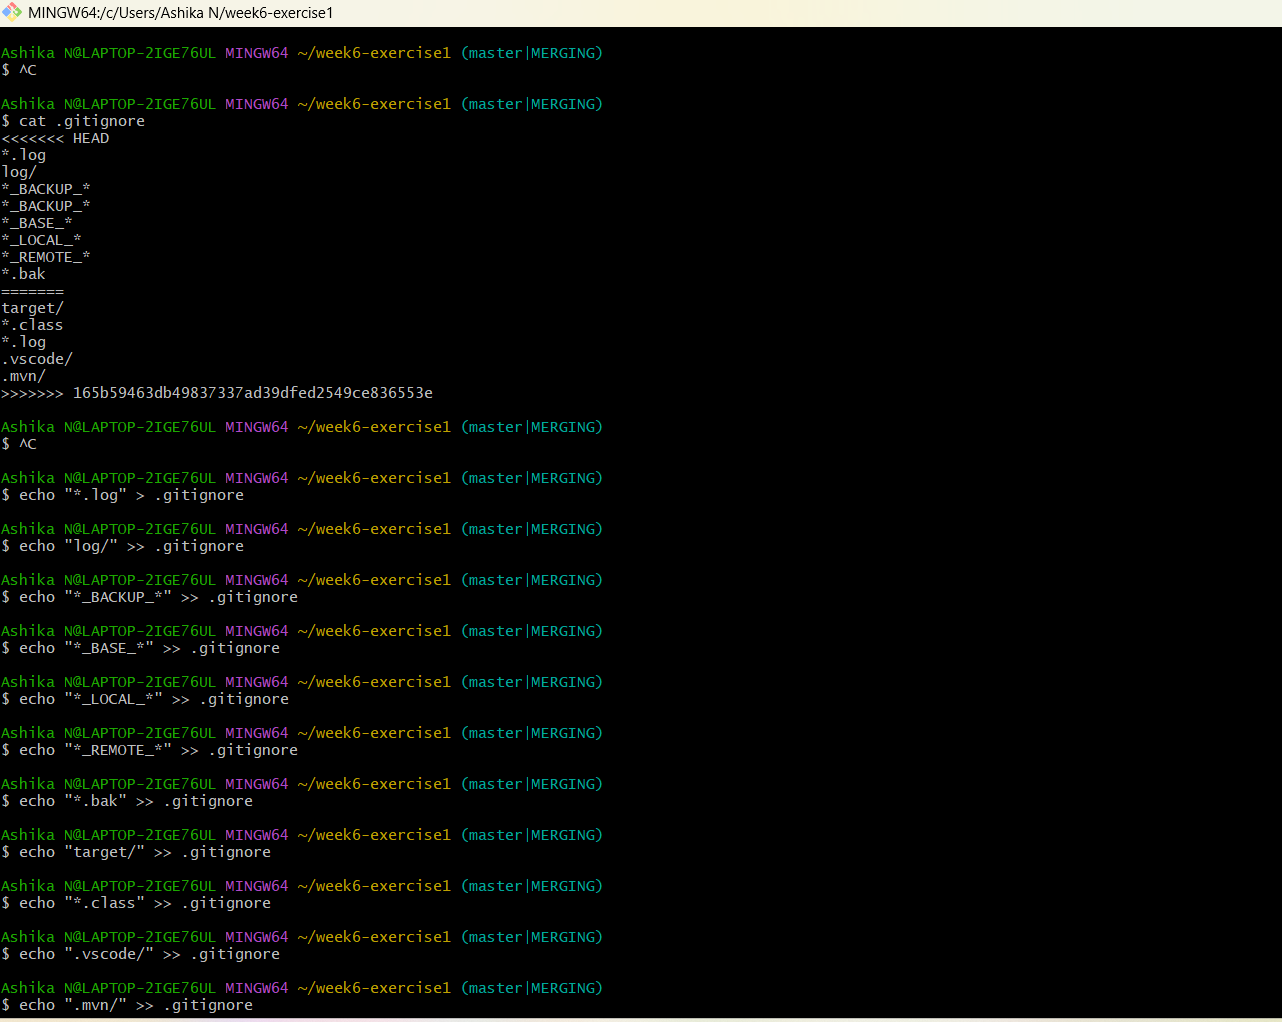 MINGW64:/c/Users/Ashika N/week6-exercise1
Ashika N@LAPTOP-2IGE76UL MINGW64 ~/week6-exercise1 (master|MERGING)
$ ^C
Ashika N@LAPTOP-2IGE76UL MINGW64 ~/week6-exercise1 (master|MERGING)
$ cat .gitignore
<<<<<<< HEAD
*.log
log/
*_BACKUP_*
*_BACKUP_*
*_BASE_*
*_LOCAL_*
*_REMOTE_*
*.bak
=======
target/
*.class
*.log
.vscode/
.mvn/
>>>>>>> 165b59463db49837337ad39dfed2549ce836553e
Ashika N@LAPTOP-2IGE76UL MINGW64 ~/week6-exercise1 (master|MERGING)
$ ^C
Ashika N@LAPTOP-2IGE76UL MINGW64 ~/week6-exercise1 (master|MERGING)
$ echo "*.log" > .gitignore
Ashika N@LAPTOP-2IGE76UL MINGW64 ~/week6-exercise1 (master|MERGING)
$ echo "log/" >> .gitignore
Ashika N@LAPTOP-2IGE76UL MINGW64 ~/week6-exercise1 (master|MERGING)
$ echo "*_BACKUP_*" >> .gitignore
Ashika N@LAPTOP-2IGE76UL MINGW64 ~/week6-exercise1 (master|MERGING)
$ echo "*_BASE_*" >> .gitignore
Ashika N@LAPTOP-2IGE76UL MINGW64 ~/week6-exercise1 (master|MERGING)
$ echo "*_LOCAL_*" >> .gitignore
Ashika N@LAPTOP-2IGE76UL MINGW64 ~/week6-exercise1 (master|MERGING)
$ echo "*_REMOTE_*" >> .gitignore
Ashika N@LAPTOP-2IGE76UL MINGW64 ~/week6-exercise1 (master|MERGING)
$ echo "*.bak" >> .gitignore
Ashika N@LAPTOP-2IGE76UL MINGW64 ~/week6-exercise1 (master|MERGING)
$ echo "target/" >> .gitignore
Ashika N@LAPTOP-2IGE76UL MINGW64 ~/week6-exercise1 (master|MERGING)
$ echo "*.class" >> .gitignore
Ashika N@LAPTOP-2IGE76UL MINGW64 ~/week6-exercise1 (master|MERGING)
$ echo ".vscode/" >> .gitignore
Ashika N@LAPTOP-2IGE76UL MINGW64 ~/week6-exercise1 (master|MERGING)
$ echo ".mvn/" >> .gitignore